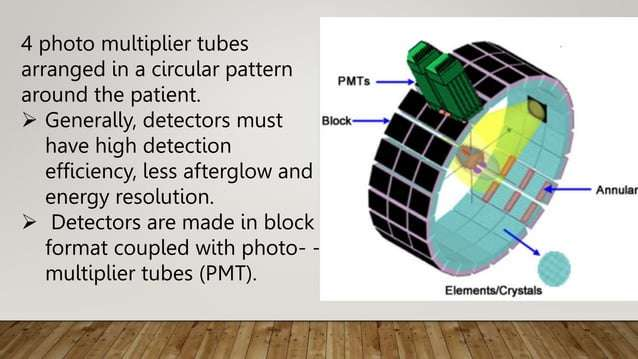 4 photo multiplier tubes
arranged in a circular pattern
around the patient.
➢ Generally, detectors must
have high detection
efficiency, less afterglow and
energy resolution.
➢ Detectors are made in block
format coupled with photo- -
multiplier tubes (PMT).
PMTs
Block
Annular
Elements/Crystals